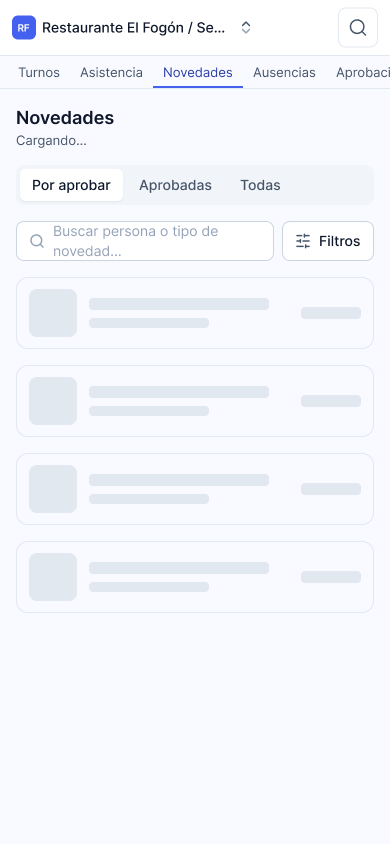 RF Restaurante El Fogón / Se...
Turnos Asistencia Novedades Ausencias Aprobaci
Novedades
Cargando...
Por aprobar Aprobadas Todas
Buscar persona o tipo de
novedad...
Filtros